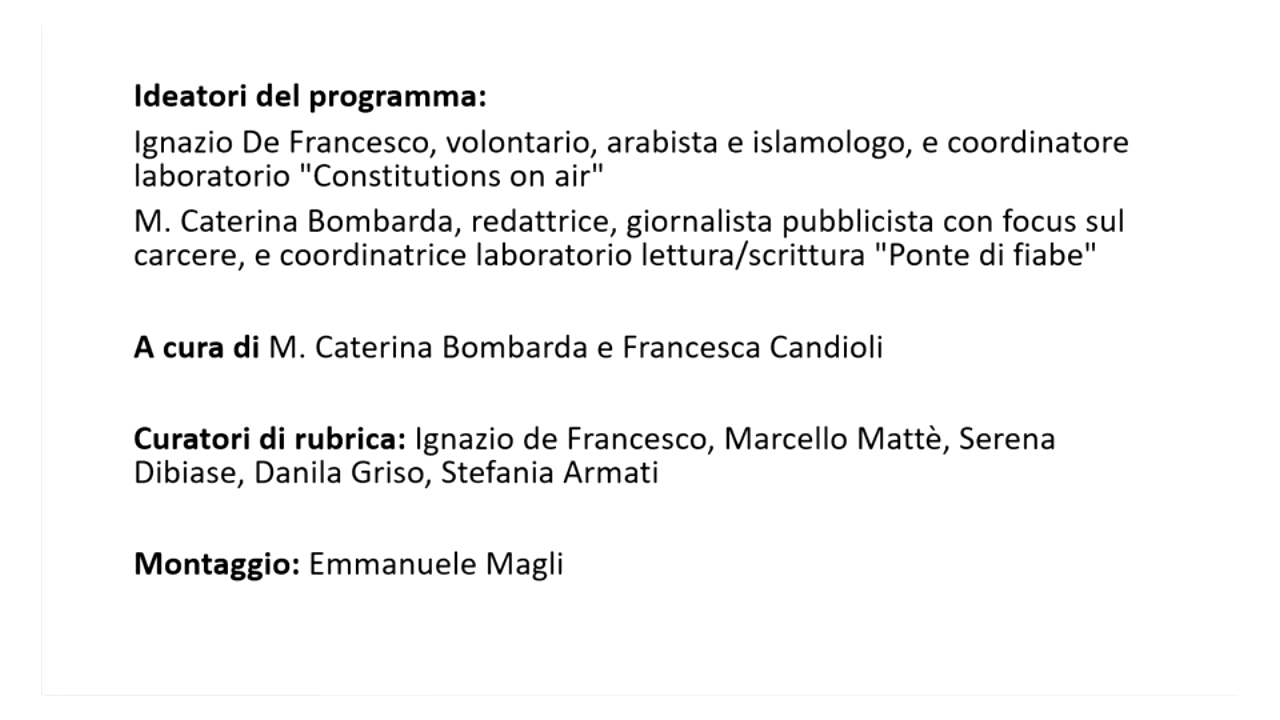 Ideatori del programma:
Ignazio De Francesco, volontario, arabista e islamologo, e coordinatore
laboratorio "Constitutions on air"
M. Caterina Bombarda, redattrice, giornalista pubblicista con focus sul
carcere, e coordinatrice laboratorio lettura/scrittura "Ponte di fiabe"
A cura di M. Caterina Bombarda e Francesca Candioli
Curatori di rubrica: Ignazio de Francesco, Marcello Mattè, Serena
Dibiase, Danila Griso, Stefania Armati
Montaggio: Emmanuele Magli